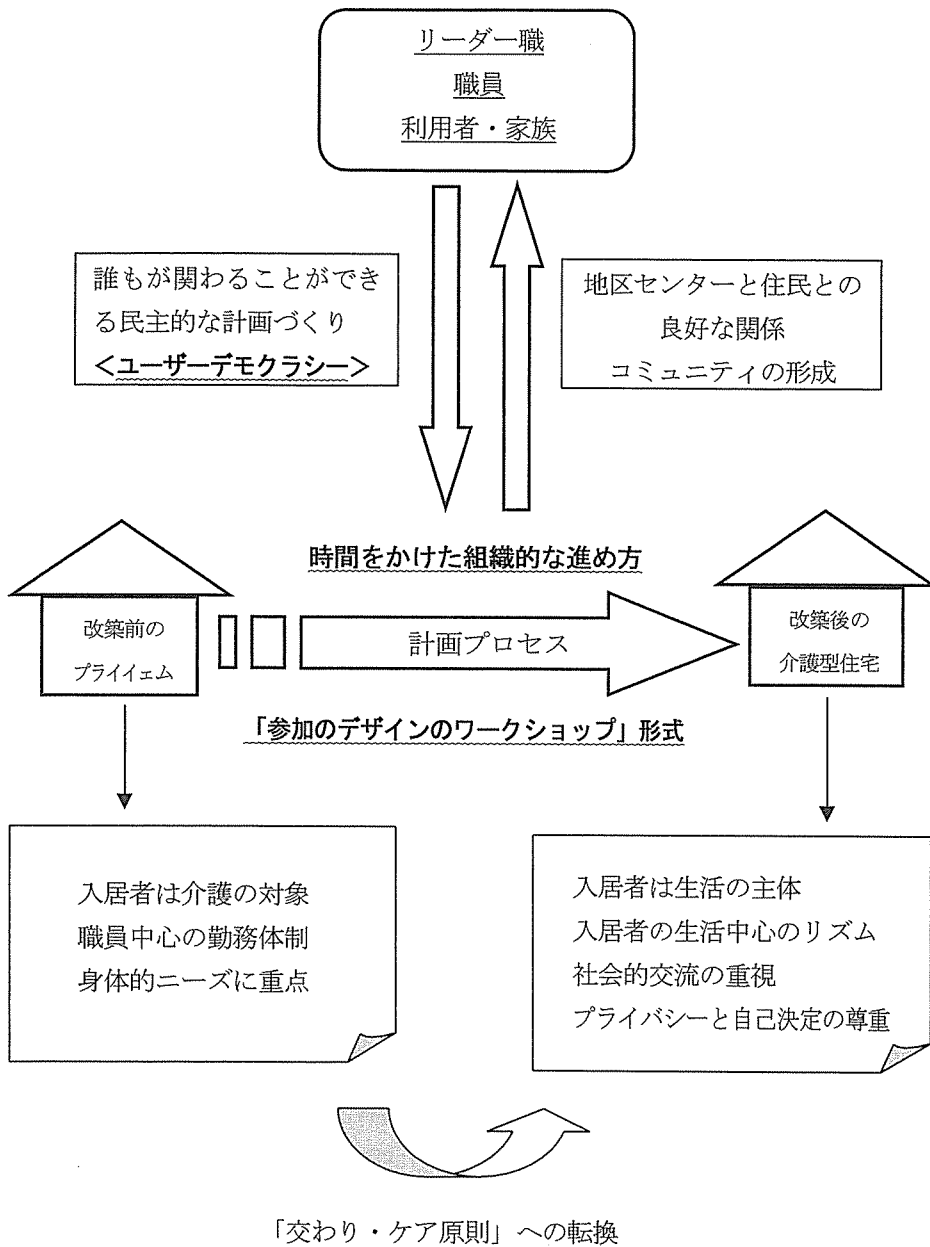 リーダー職
職員
利用者・家族
誰もが関わることができ
る民主的な計画づくり
＜ユーザーデモクラシー＞
地区センターと住民との
良好な関係
コミュニティの形成
時間をかけた組織的な進め方
改築前の
プライイェム
計画プロセス
改築後の
介護型住宅
「参加のデザインのワークショップ」形式
入居者は介護の対象
職員中心の勤務体制
身体的ニーズに重点
入居者は生活の主体
入居者の生活中心のリズム
社会的交流の重視
プライバシーと自己決定の尊重
「交わり・ケア原則」への転換